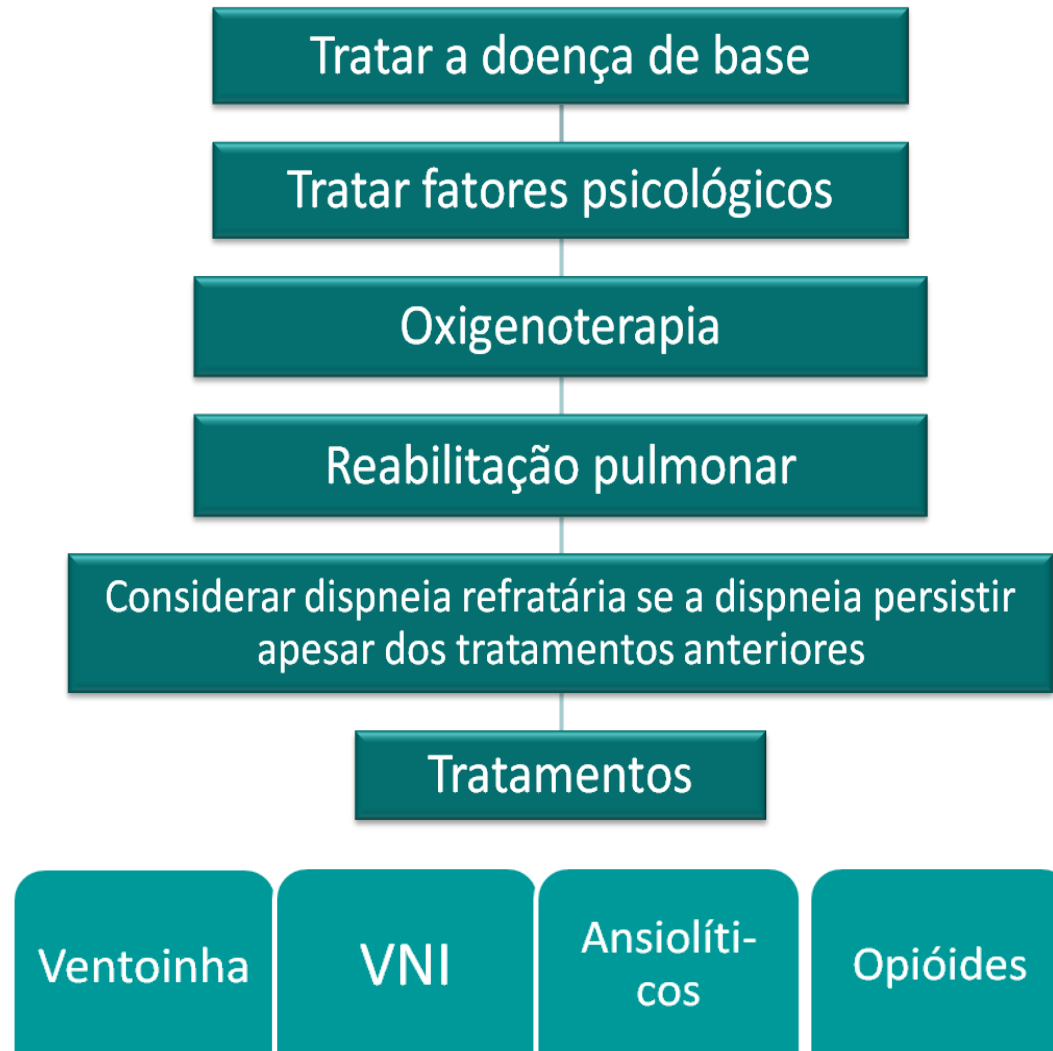 Tratar a doença de base
Tratar fatores psicológicos
Oxigenoterapia
Reabilitação pulmonar
Considerar dispneia refratária se a dispneia persistir
apesar dos tratamentos anteriores
Tratamentos
Ventoinha
VNI
Ansiolíti-
cos
Opióides